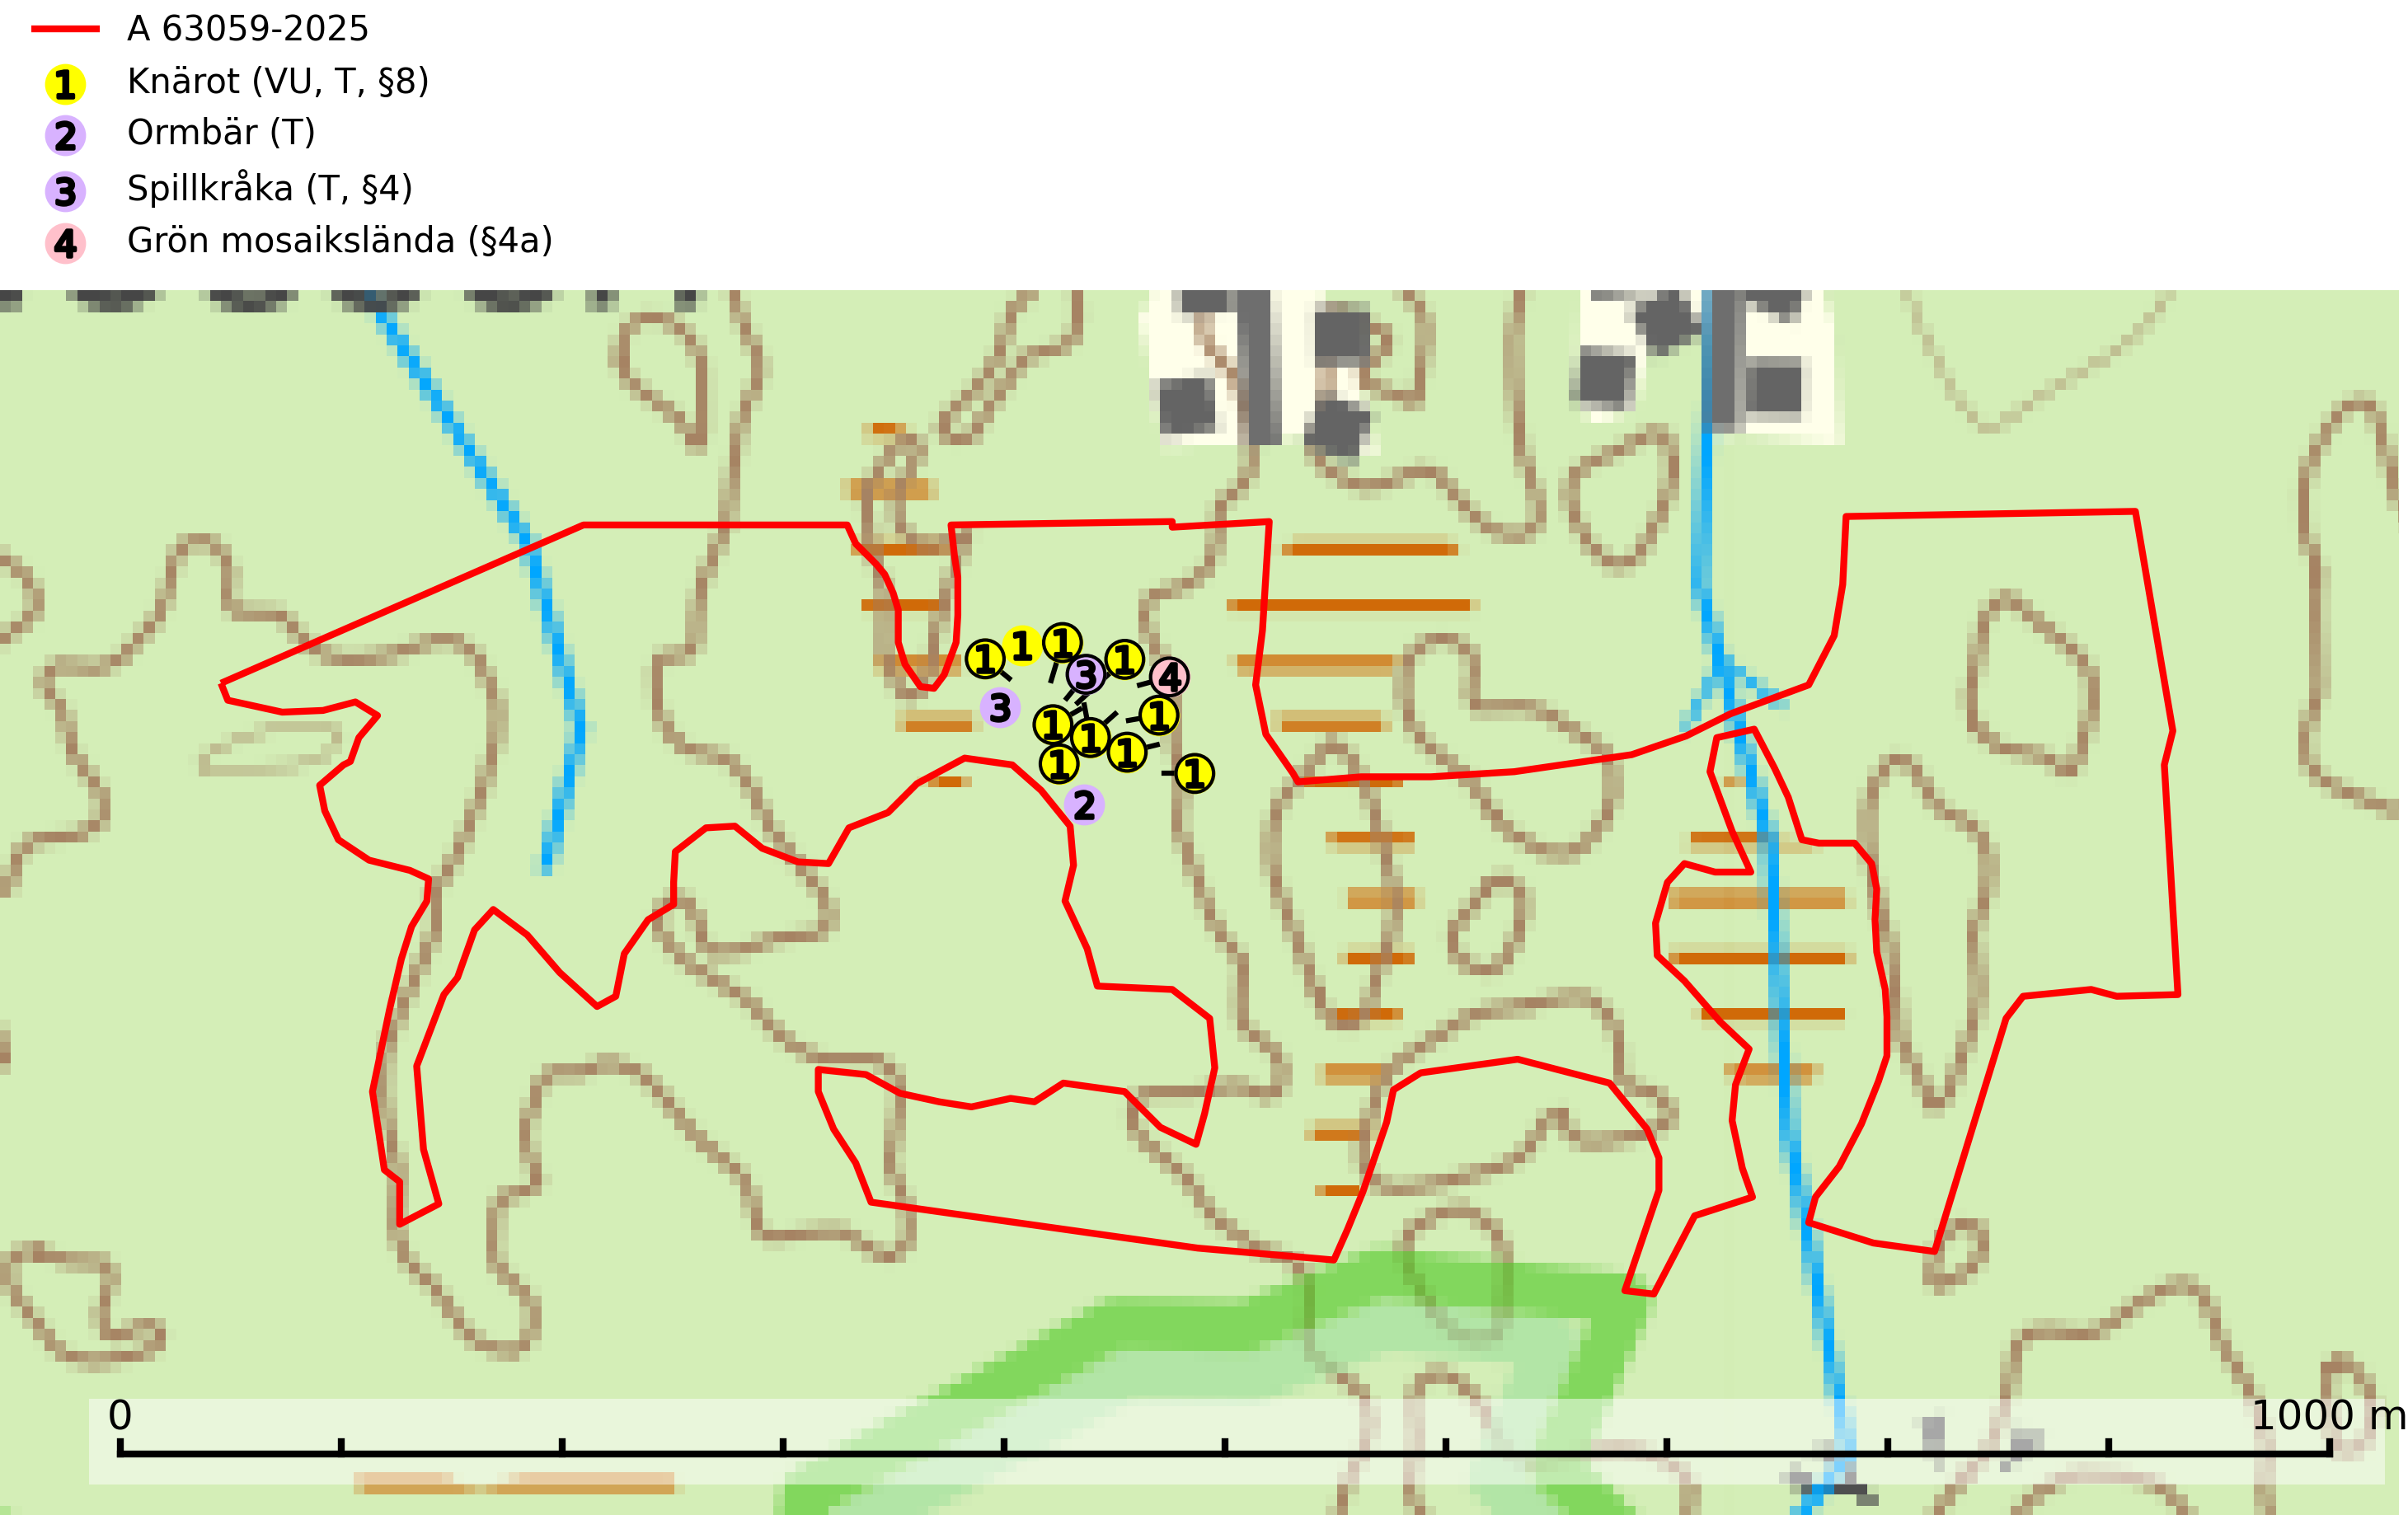 A 63059-2025
1 Knärot (VU, T, §8)
2 Ormbär (T)
3 Spillkråka (T, §4)
4 Grön mosaikslända (§4a)
1 1 1 1
3 4
3
1 1
1 1
1 1
2
0 1000 m